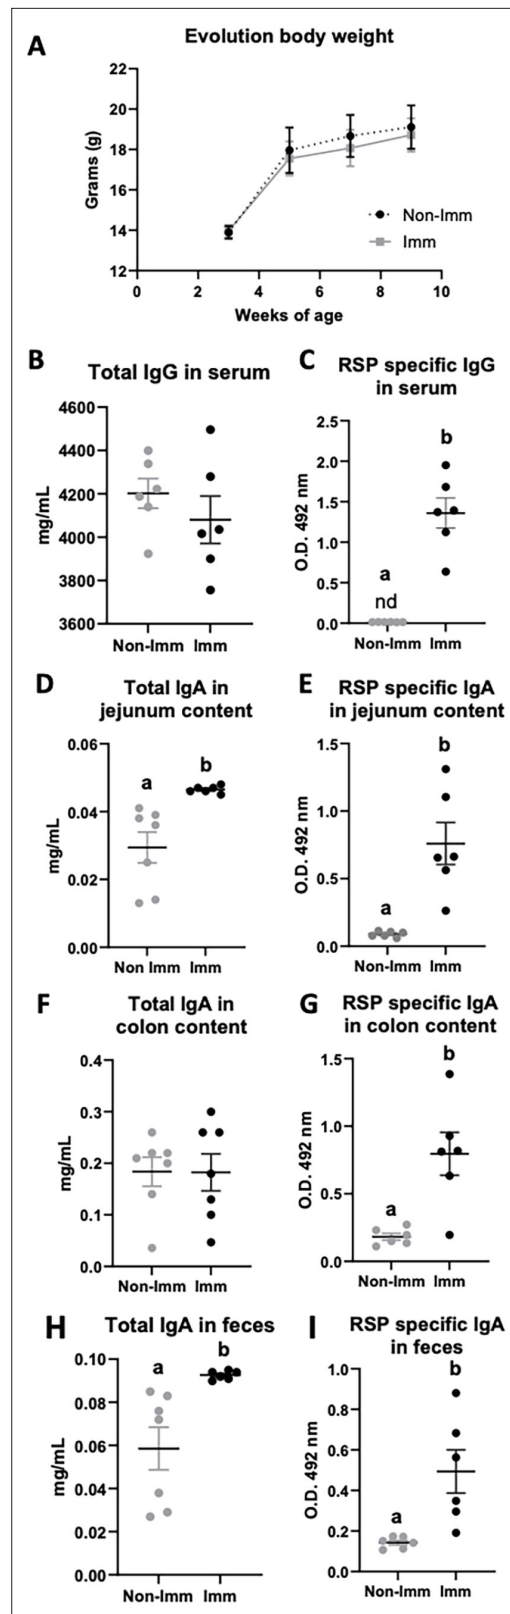 A
Evolution body weight
22
20
18
16
14
12
Grams (g)
Non-Imm
Imm
0
2
4
6
8
10
Weeks of age
B
Total IgG in serum
4600
4400
4200
4000
3800
3600
mg/mL
Non-Imm
Imm
C
RSP specific IgG
in serum
2.5
2.0
1.5
1.0
0.5
0.0
O.D. 492 nm
a
nd
b
Non-Imm
Imm
D
Total IgA in
jejunum content
0.06
0.04
0.02
0.00
mg/mL
a
b
Non Imm
Imm
E
RSP specific IgA
in jejunum content
1.5
1.0
0.5
0.0
O.D. 492 nm
a
b
Non-Imm
Imm
F
Total IgA in
colon content
0.4
0.3
0.2
0.1
0.0
mg/mL
Non-Imm
Imm
G
RSP specific IgA
in colon content
1.5
1.0
0.5
0.0
O.D. 492 nm
a
b
Non-Imm
Imm
H
Total IgA in feces
0.10
0.08
0.06
0.04
0.02
0.00
mg/mL
a
b
Non-Imm
Imm
I
RSP specific IgA
in feces
1.0
0.8
0.6
0.4
0.2
0.0
O.D. 492 nm
a
b
Non-Imm
Imm